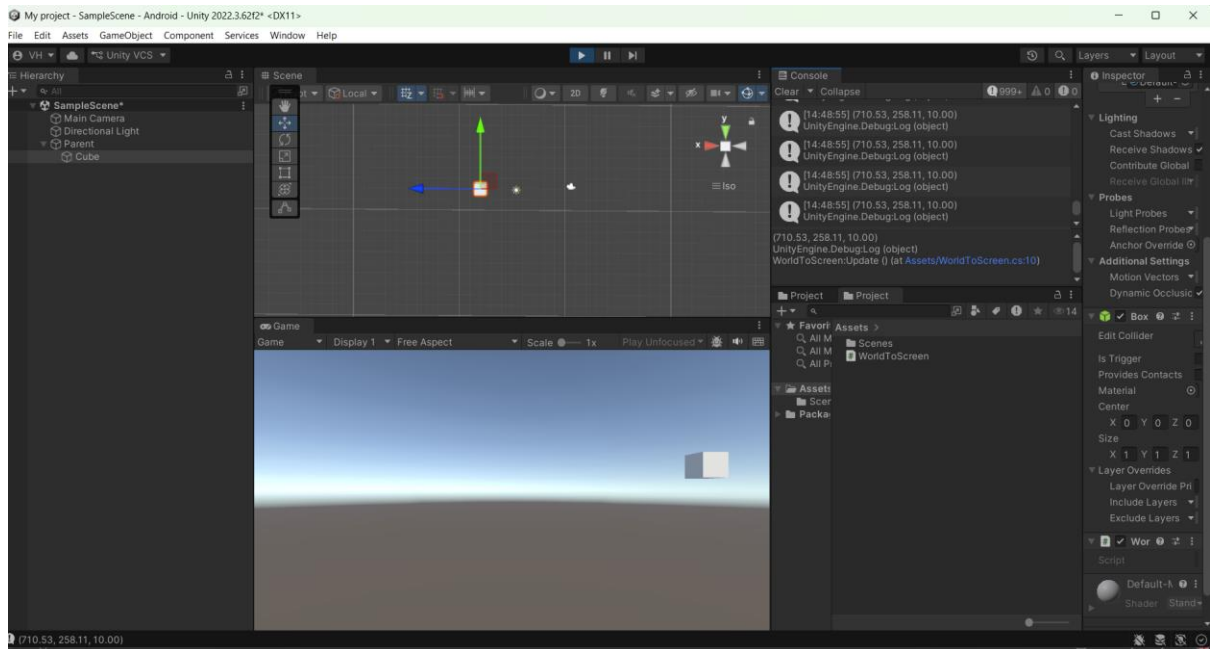 My project - SampleScene - Android - Unity 2022.3.62f2* <DX11>
File Edit Assets GameObject Component Services Window Help
VH Unity VCS Layers Layout
Hierarchy
All
SampleScene*
Main Camera
Directional Light
Parent
Cube
Scene
Local 2D
y
x
Iso
Game
Game Display 1 Free Aspect Scale 1x Play Unfocused
Console
Clear Collapse 999+ 0 0
[14:48:55] (710.53, 258.11, 10.00)
UnityEngine.Debug:Log (object)
[14:48:55] (710.53, 258.11, 10.00)
UnityEngine.Debug:Log (object)
[14:48:55] (710.53, 258.11, 10.00)
UnityEngine.Debug:Log (object)
[14:48:55] (710.53, 258.11, 10.00)
UnityEngine.Debug:Log (object)
(710.53, 258.11, 10.00)
UnityEngine.Debug:Log (object)
WorldToScreen:Update () (at Assets/WorldToScreen.cs:10)
Project Project
14
Favori
All M
All M
All P
Assets
Scen
Packa
Assets >
Scenes
WorldToScreen
Inspector
Lighting
Cast Shadows
Receive Shadows
Contribute Global
Receive Global
Probes
Light Probes
Reflection Probes
Anchor Override
Additional Settings
Motion Vectors
Dynamic Occlusic
Box
Edit Collider
Is Trigger
Provides Contacts
Material
Center
X 0 Y 0 Z 0
Size
X 1 Y 1 Z 1
Layer Overrides
Layer Override Pri
Include Layers
Exclude Layers
Wor
Script
Default-
Shader Stand
(710.53, 258.11, 10.00)